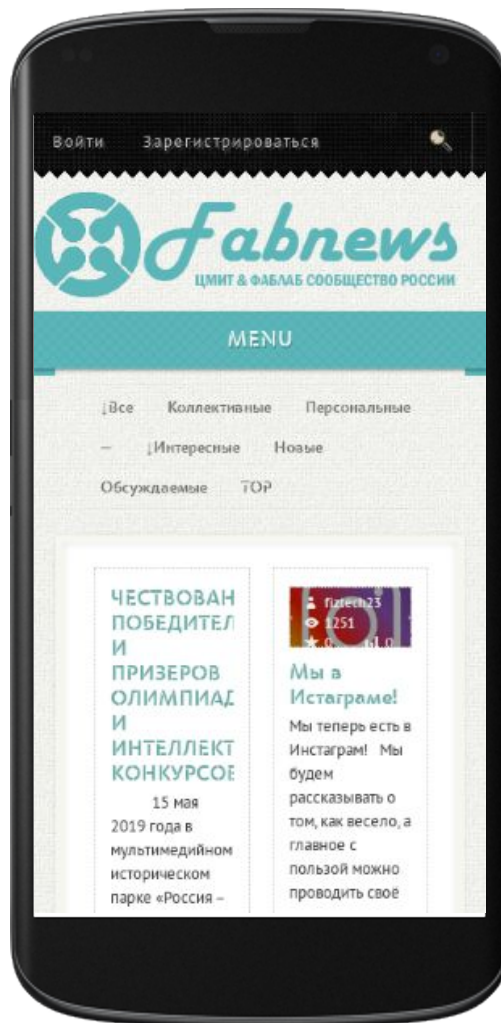 Войти Зарегистрироваться
Fabnews
ЦМИТ & ФАБЛАБ СООБЩЕСТВО РОССИИ
MENU
↓Все Коллективные Персональные
– ↓Интересные Новые
Обсуждаемые TOP
ЧЕСТВОВАН
ПОБЕДИТЕЛ
И
ПРИЗЕРОВ
ОЛИМПИАД
И
ИНТЕЛЛЕКТ
КОНКУРСОВ
15 мая
2019 года в
мультимедийном
историческом
парке «Россия –
fiztech23
1251
0 0
Мы в
Истаграме!
Мы теперь есть в
Инстаграм! Мы
будем
рассказывать о
том, как весело, а
главное с
пользой можно
проводить своё